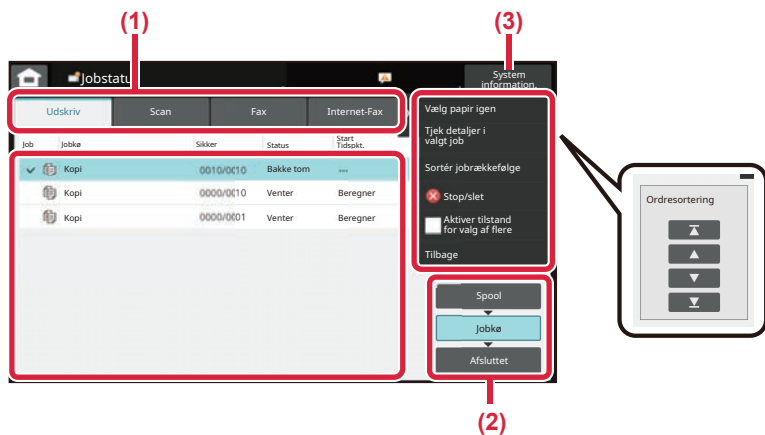 (1)
(3)
Jobstatu
System
information.
Udskriv
Scan
Fax
Internet-Fax
Job
Jobkø
Sikker
Status
Start
Tidspkt.
Kopi
0010/0010
Bakke tom
---
Kopi
0000/0010
Venter
Beregner
Kopi
0000/0001
Venter
Beregner
Vælg papir igen
Tjek detaljer i
valgt job
Sortér jobrækkefølge
Stop/slet
Aktiver tilstand
for valg af flere
Tilbage
Spool
Jobkø
Afsluttet
(2)
Ordresortering